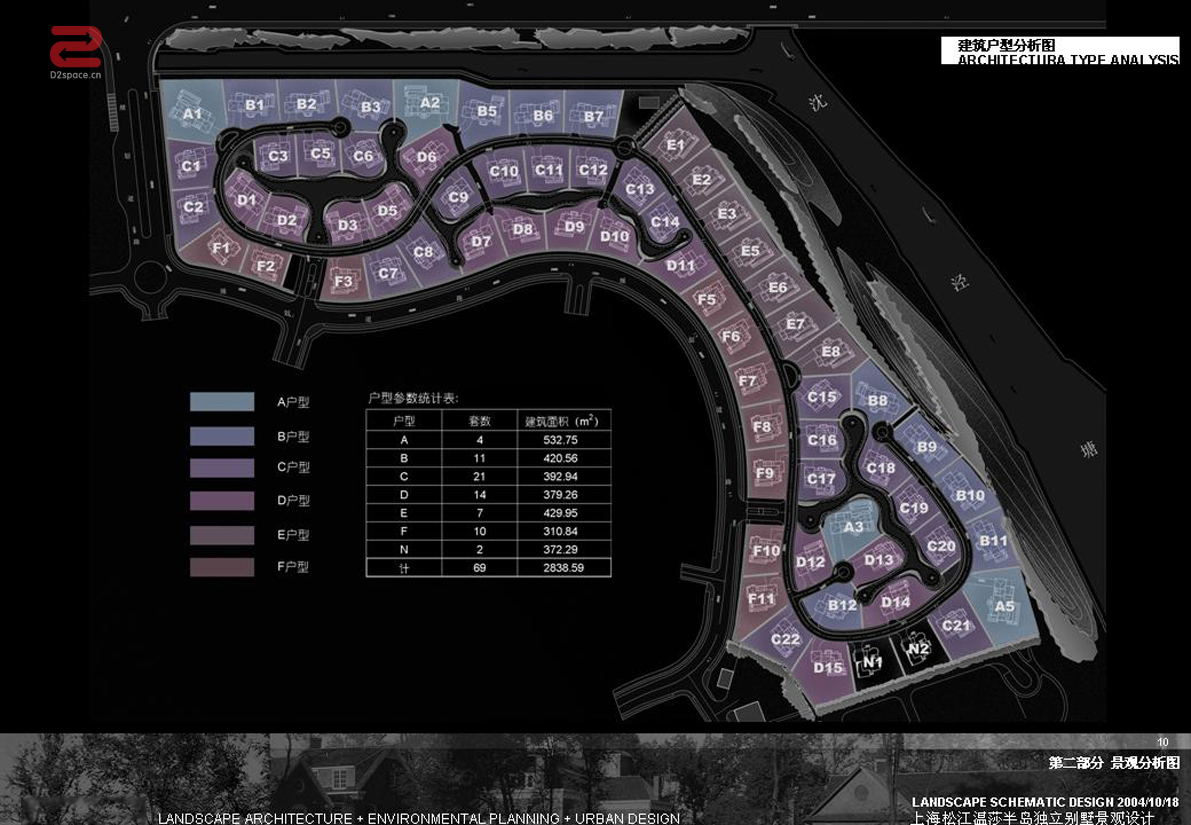 D2space.cn
建筑户型分析图
ARCHITECTURA TYPE ANALYSIS
A1 B1 B2 B3 A2 B5 B6 B7
C1 C3 C5 C6 D6 C10 C11 C12 E1
C2 D1 D2 D3 D5 C9 C13 E2
F1 F2 F3 C7 C8 D7 D8 D9 D10 C14 E3
D11 E5
F5 E6
F6 E7
E8
F7 C15 B8
F8 C16 B9
F9 C17 C18 B10
A3 C19 B11
F10 D12 D13 C20
F11 B12 D14 A5
C22 C21
D15 N1 N2
沈
泾
塘
A户型
B户型
C户型
D户型
E户型
F户型
户型参数统计表:
户型 套数 建筑面积 (m²)
A 4 532.75
B 11 420.56
C 21 392.94
D 14 379.26
E 7 429.95
F 10 310.84
N 2 372.29
计 69 2838.59
10
第二部分 景观分析图
LANDSCAPE SCHEMATIC DESIGN 2004/10/18
上海松江温莎半岛独立别墅景观设计
LANDSCAPE ARCHITECTURE + ENVIRONMENTAL PLANNING + URBAN DESIGN